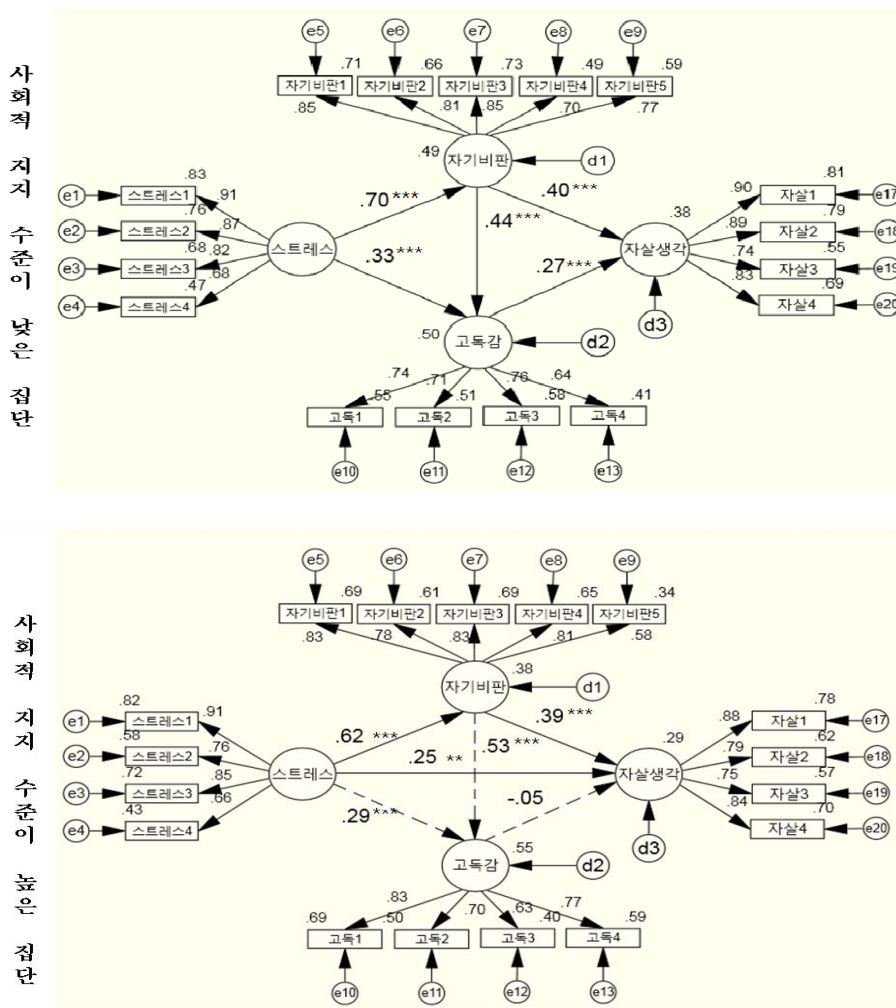 사회적 지지 수준이 낮은 집단
e5 e6 e7 e8 e9
.71 .66 .73 .49 .59
자기비판1 자기비판2 자기비판3 자기비판4 자기비판5
.85 .81 .85 .70 .77
.49 자기비판 d1
.83
e1 스트레스1 .91
.76
e2 스트레스2 .87
.68
e3 스트레스3 .82
.47 .68
e4 스트레스4
스트레스
.70 ***
.33 ***
.40 ***
.44 ***
.27 ***
.38
자살생각
d3
.81
.90 자살1 e17
.79
.89 자살2 e18
.55
.74 자살3 e19
.69
.83 자살4 e20
.50 고독감 d2
.74 .71 .76 .64
.55 .51 .58 .41
고독1 고독2 고독3 고독4
e10 e11 e12 e13
사회적 지지 수준이 높은 집단
e5 e6 e7 e8 e9
.69 .61 .69 .65 .34
자기비판1 자기비판2 자기비판3 자기비판4 자기비판5
.83 .78 .83 .81 .58
.38
자기비판 d1
.82
e1 스트레스1 .91
.58
e2 스트레스2 .76
.72
e3 스트레스3 .85
.43 .66
e4 스트레스4
스트레스
.62 ***
.25 **
.29 ***
.39 ***
.53 ***
-.05
.29
자살생각
d3
.78
.88 자살1 e17
.62
.79 자살2 e18
.57
.75 자살3 e19
.70
.84 자살4 e20
고독감 .55 d2
.83 .70 .63 .77
.69 .50 .40 .59
고독1 고독2 고독3 고독4
e10 e11 e12 e13